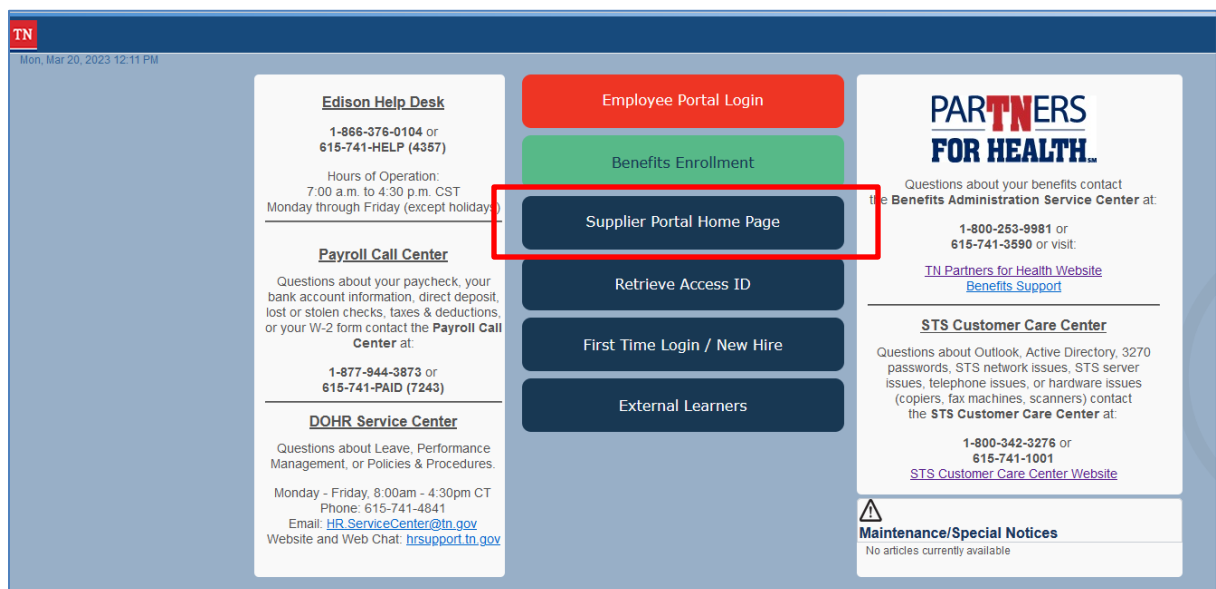 TN
Mon, Mar 20, 2023 12:11 PM
Edison Help Desk
1-866-376-0104 or
615-741-HELP (4357)
Hours of Operation:
7:00 a.m. to 4:30 p.m. CST
Monday through Friday (except holidays)
Payroll Call Center
Questions about your paycheck, your
bank account information, direct deposit,
lost or stolen checks, taxes & deductions,
or your W-2 form contact the Payroll Call
Center at:
1-877-944-3873 or
615-741-PAID (7243)
DOHR Service Center
Questions about Leave, Performance
Management, or Policies & Procedures.
Monday - Friday, 8:00am - 4:30pm CT
Phone: 615-741-4841
Email: HR.ServiceCenter@tn.gov
Website and Web Chat: hrsupport.tn.gov
Employee Portal Login
Benefits Enrollment
Supplier Portal Home Page
Retrieve Access ID
First Time Login / New Hire
External Learners
PARTNERS
FOR HEALTH SM
Questions about your benefits contact
the Benefits Administration Service Center at:
1-800-253-9981 or
615-741-3590 or visit:
TN Partners for Health Website
Benefits Support
STS Customer Care Center
Questions about Outlook, Active Directory, 3270
passwords, STS network issues, STS server
issues, telephone issues, or hardware issues
(copiers, fax machines, scanners) contact
the STS Customer Care Center at:
1-800-342-3276 or
615-741-1001
STS Customer Care Center Website
Maintenance/Special Notices
No articles currently available